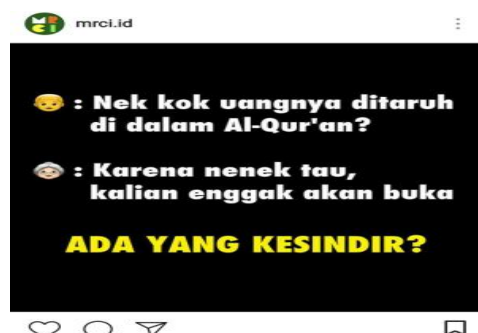 mrci.id
: Nek kok uangnya ditaruh
di dalam Al-Qur'an?
: Karena nenek tau,
kalian enggak akan buka
ADA YANG KESINDIR?